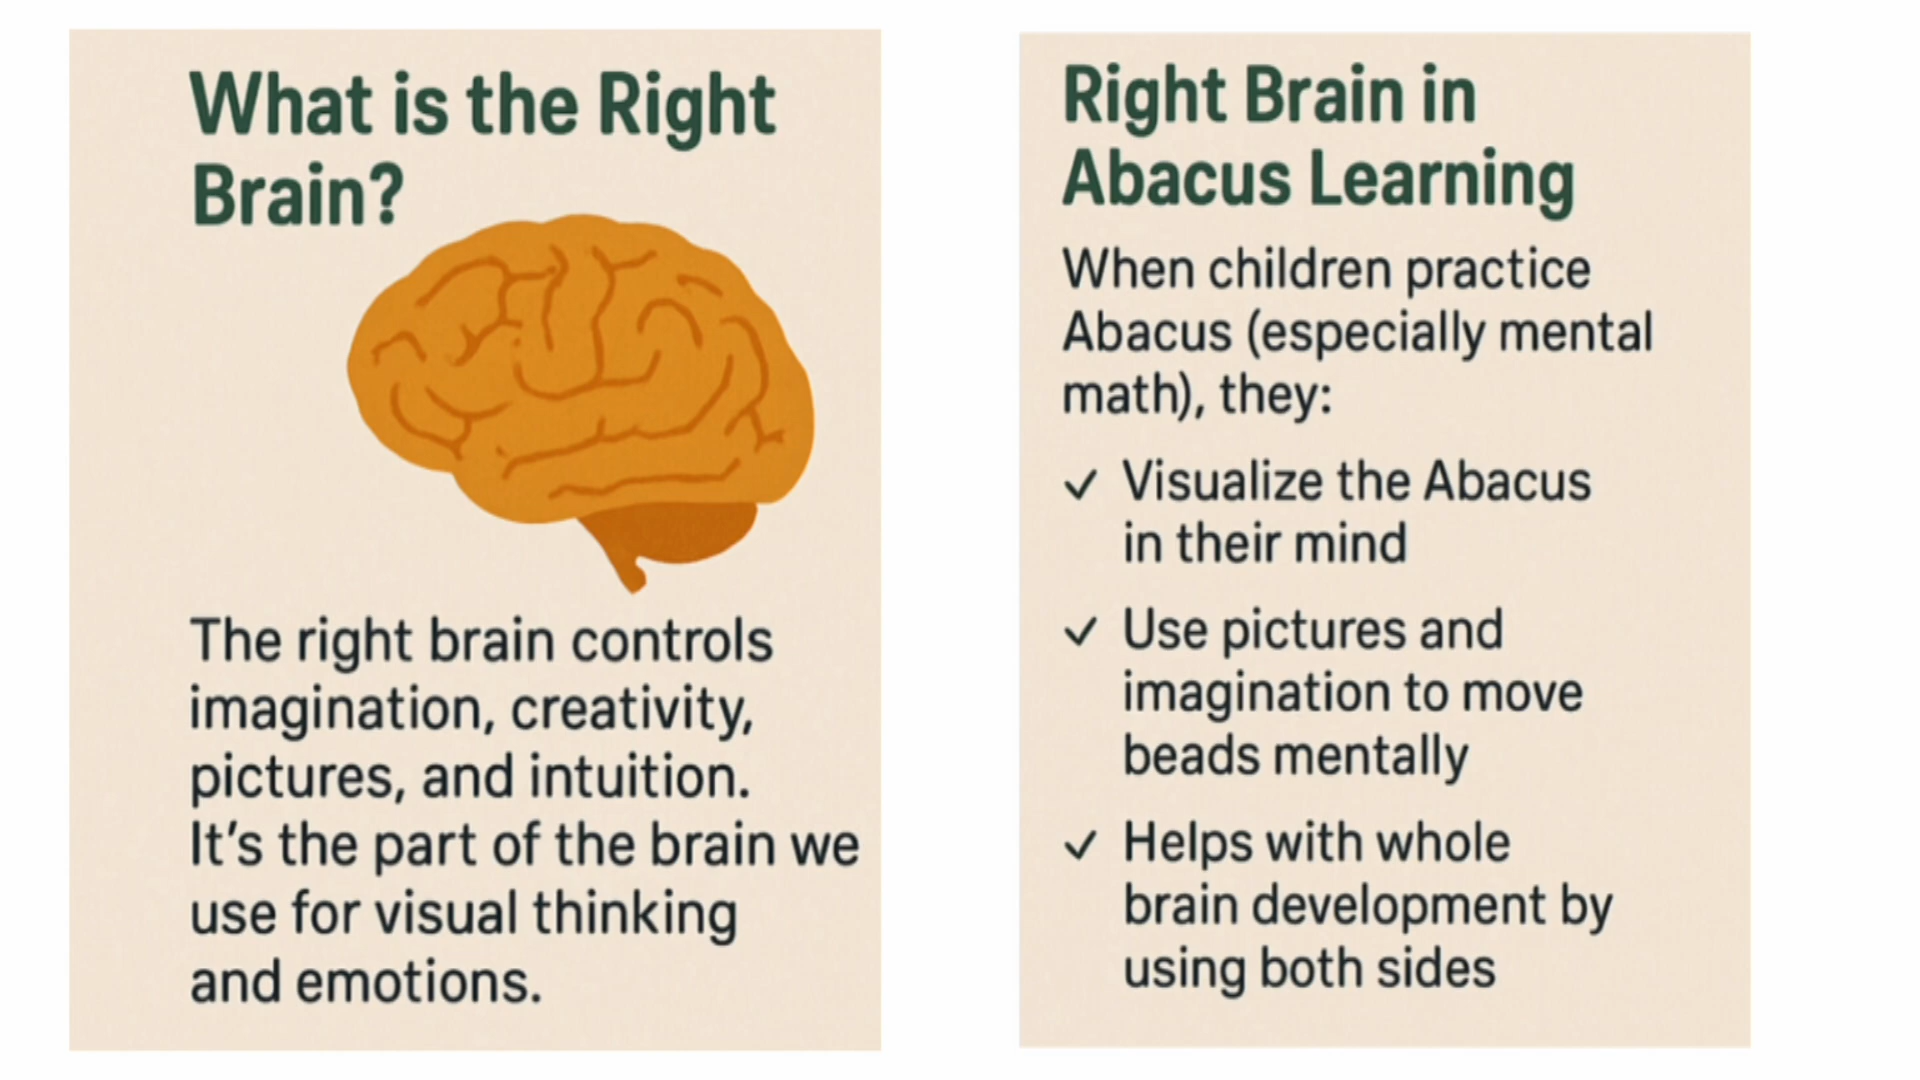 What is the Right
Brain?
The right brain controls
imagination, creativity,
pictures, and intuition.
It's the part of the brain we
use for visual thinking
and emotions.
Right Brain in
Abacus Learning
When children practice
Abacus (especially mental
math), they:
✓ Visualize the Abacus
in their mind
✓ Use pictures and
imagination to move
beads mentally
✓ Helps with whole
brain development by
using both sides